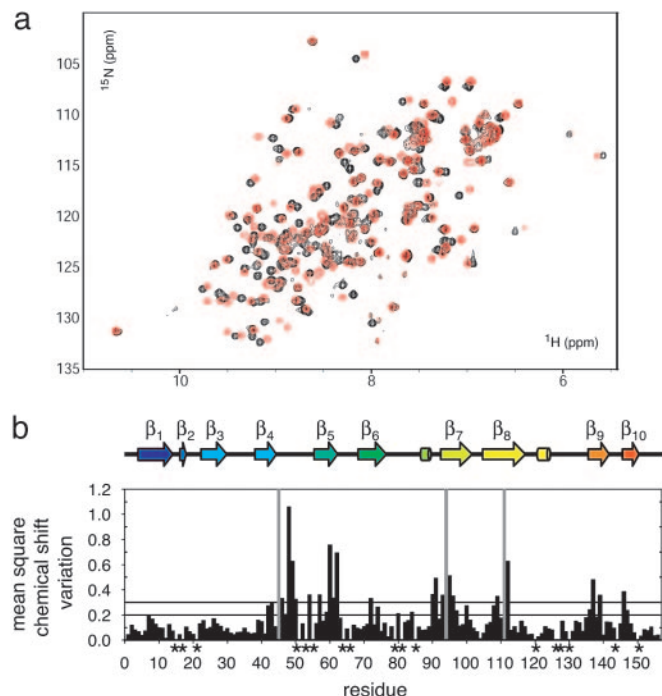 a
105
110
115
120
125
130
135
15N (ppm)
1H (ppm)
10 8 6
b
β1 β2 β3 β4 β5 β6 β7 β8 β9 β10
mean square
chemical shift
variation
1.2
1.0
0.8
0.6
0.4
0.2
0.0
* * * * * * * * * * * * * * * * *
0 10 20 30 40 50 60 70 80 90 100 110 120 130 140 150
residue